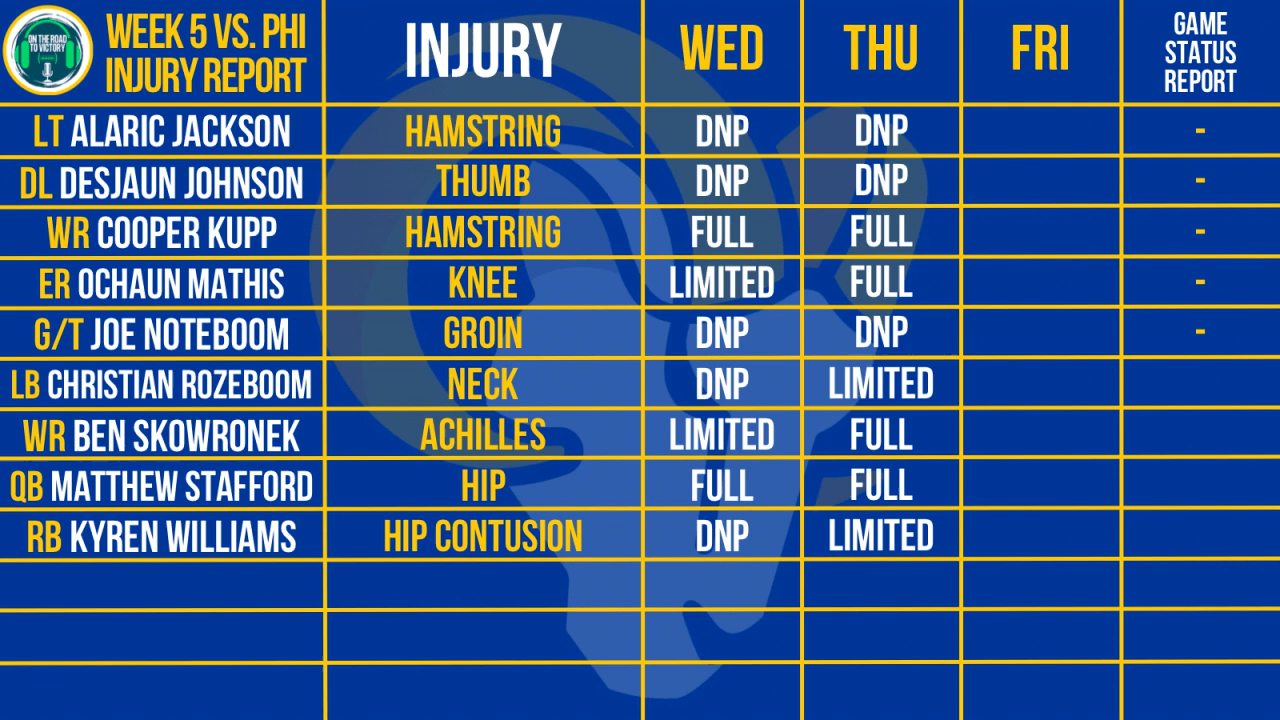 ON THE ROAD
TO VICTORY
WEEK 5 VS. PHI
INJURY REPORT
INJURY
WED
THU
FRI
GAME
STATUS
REPORT
LT ALARIC JACKSON HAMSTRING DNP DNP -
DL DESJAUN JOHNSON THUMB DNP DNP -
WR COOPER KUPP HAMSTRING FULL FULL -
ER OCHAUN MATHIS KNEE LIMITED FULL -
G/T JOE NOTEBOOM GROIN DNP DNP -
LB CHRISTIAN ROZEBOOM NECK DNP LIMITED
WR BEN SKOWRONEK ACHILLES LIMITED FULL
QB MATTHEW STAFFORD HIP FULL FULL
RB KYREN WILLIAMS HIP CONTUSION DNP LIMITED